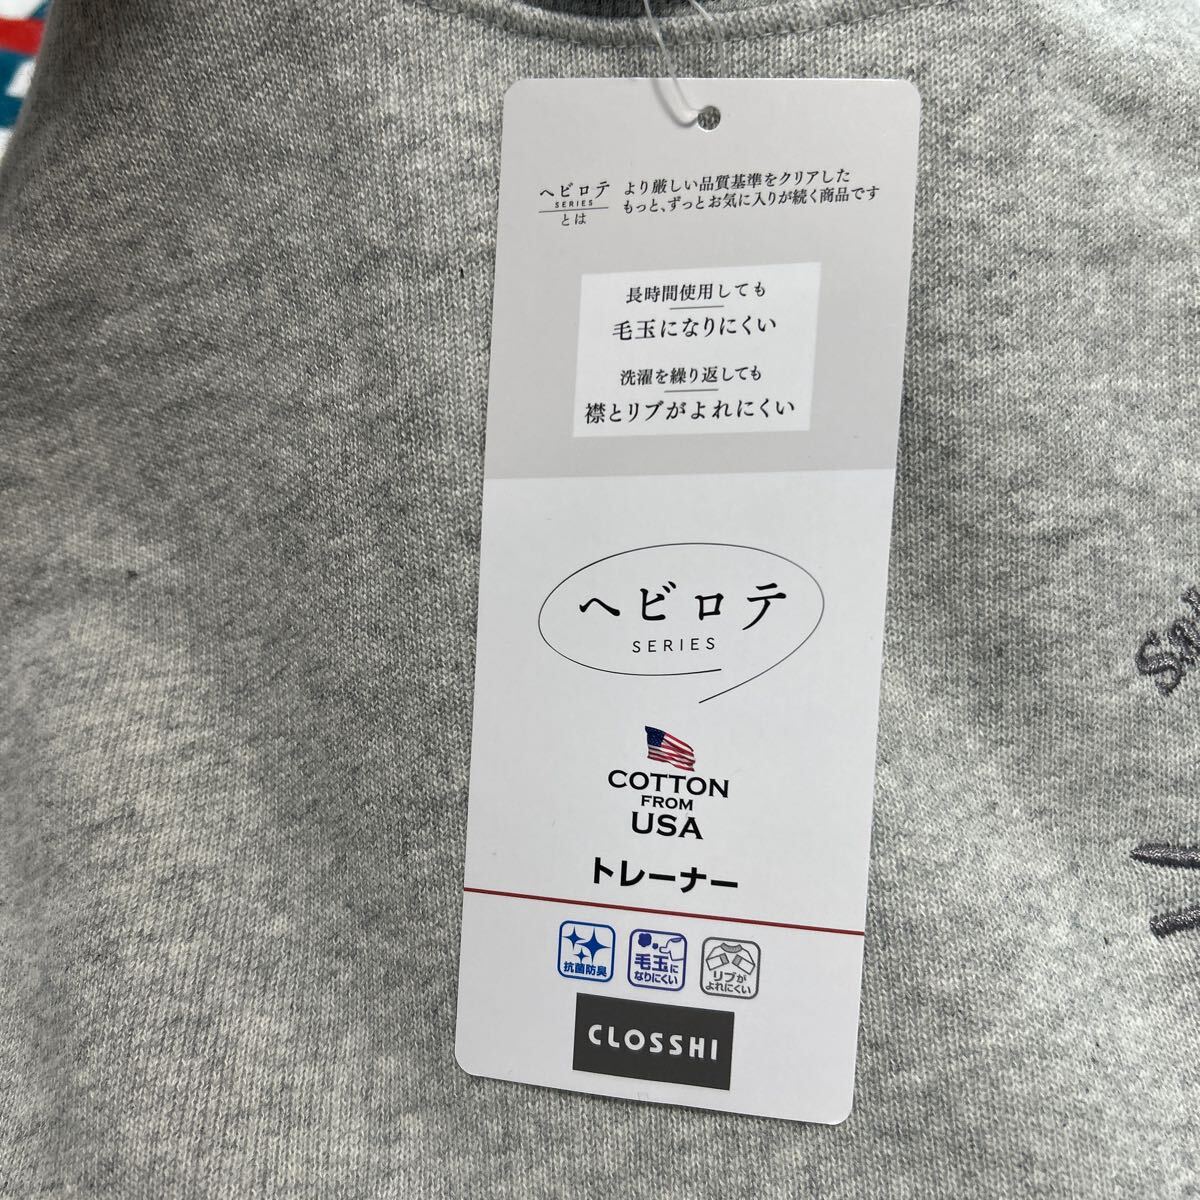 ヘビロテ
SERIES
とは
より厳しい品質基準をクリアした
もっと、ずっとお気に入りが続く商品です
長時間使用しても
毛玉になりにくい
洗濯を繰り返しても
襟とリブがよれにくい
ヘビロテ
SERIES
COTTON
FROM
USA
トレーナー
抗菌防臭
毛玉に
なりにくい
リブが
よれにくい
CLOSSHI